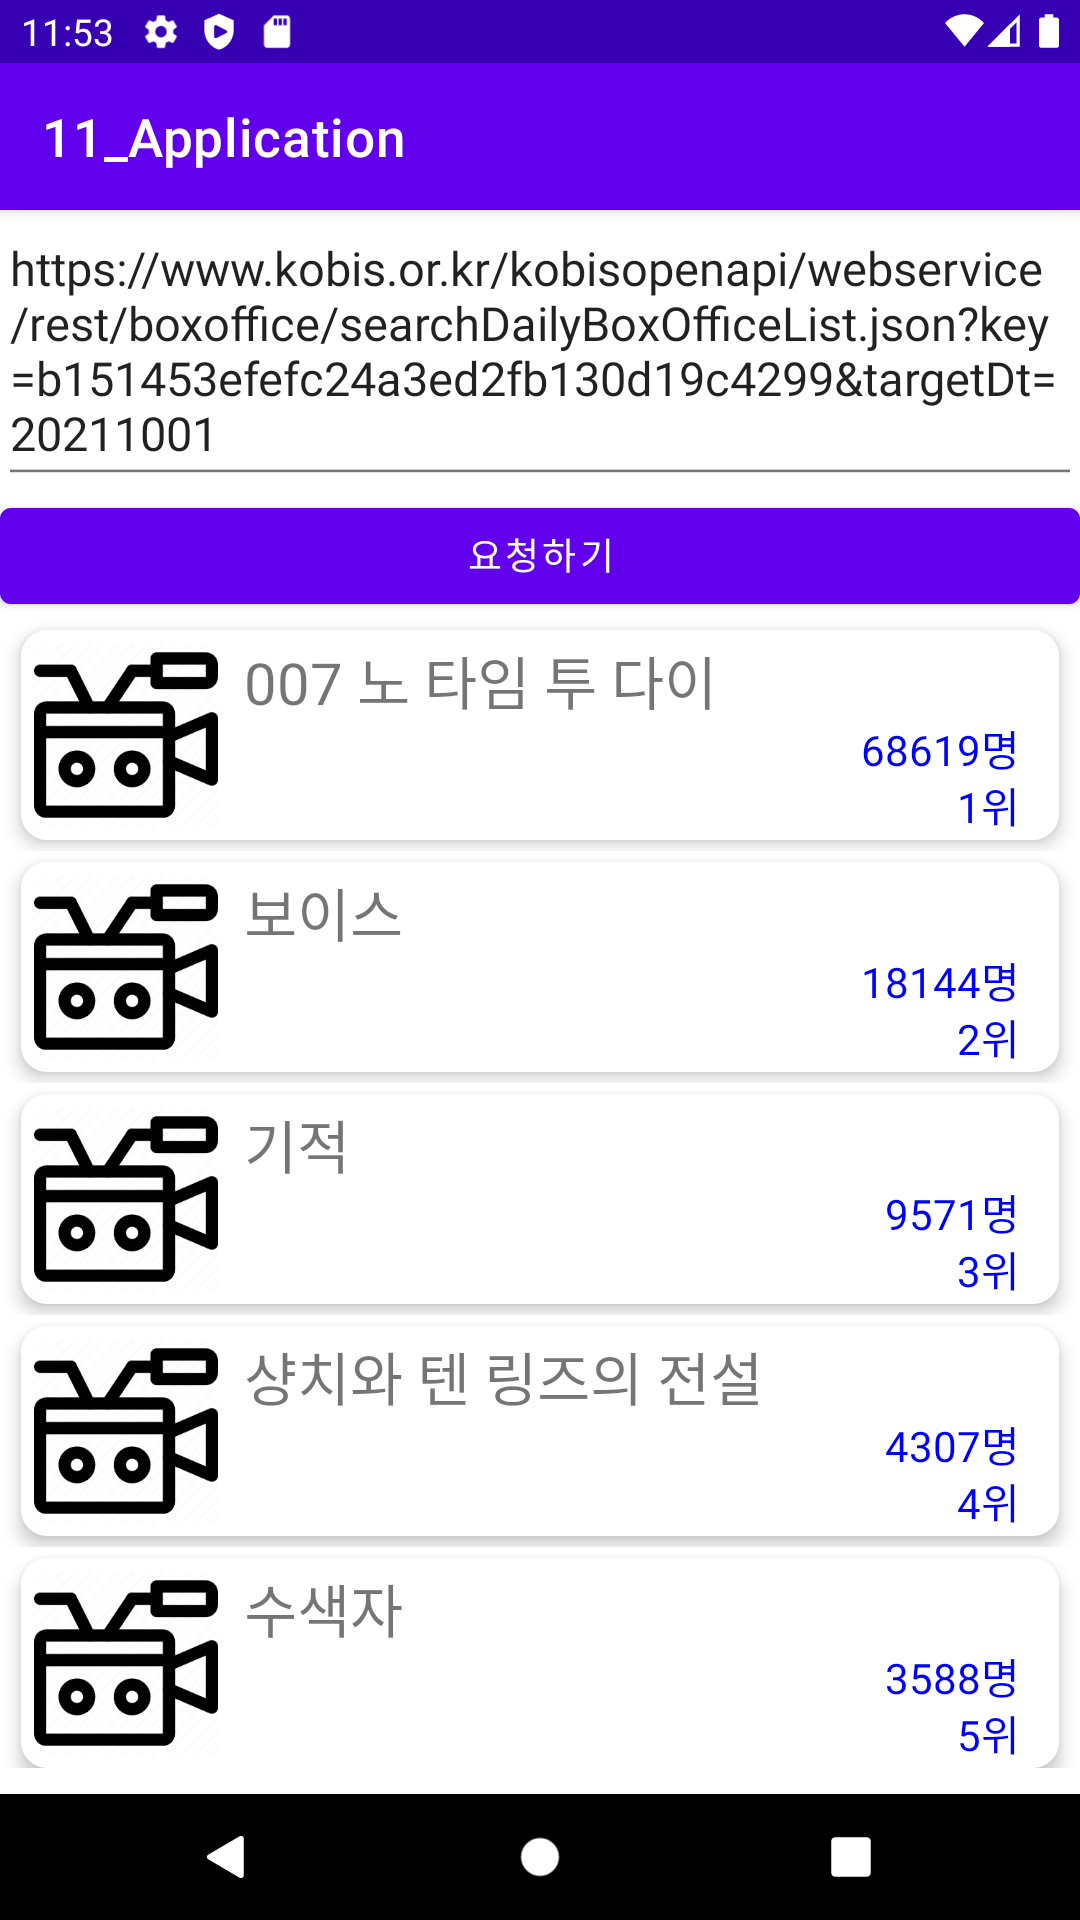 11:53
11_Application
https://www.kobis.or.kr/kobisopenapi/webservice
/rest/boxoffice/searchDailyBoxOfficeList.json?key
=b151453efefc24a3ed2fb130d19c4299&targetDt=
20211001
요청하기
007 노 타임 투 다이
68619명
1위
보이스
18144명
2위
기적
9571명
3위
샹치와 텐 링즈의 전설
4307명
4위
수색자
3588명
5위